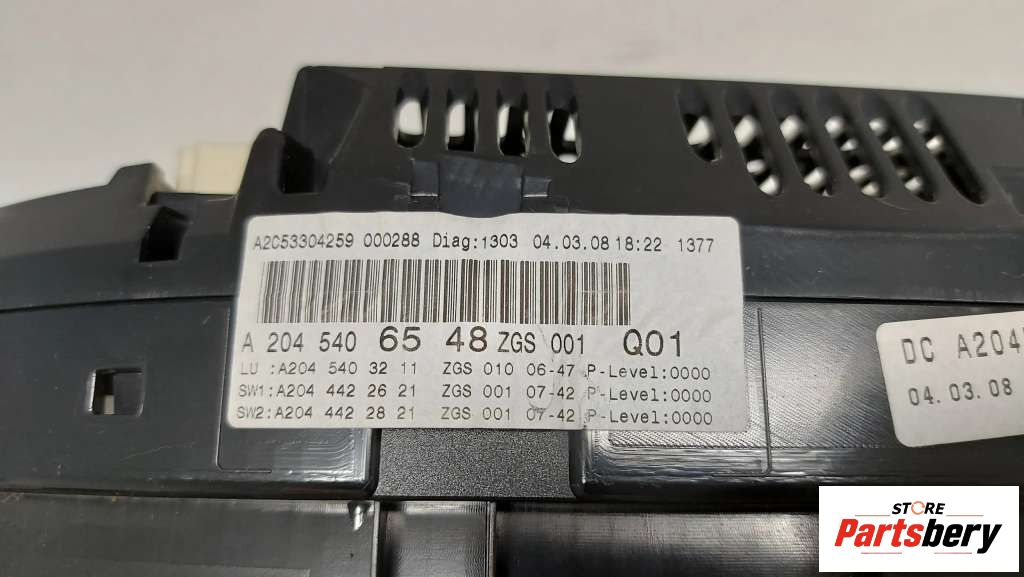 A2C53304259 000288 Diag:1303 04.03.08 18:22 1377
A 204 540 65 48 ZGS 001 Q01
LU :A204 540 32 11 ZGS 010 06-47 P-Level:0000
SW1:A204 442 26 21 ZGS 001 07-42 P-Level:0000
SW2:A204 442 28 21 ZGS 001 07-42 P-Level:0000
DC A204
04.03.08
STORE
Partsbery